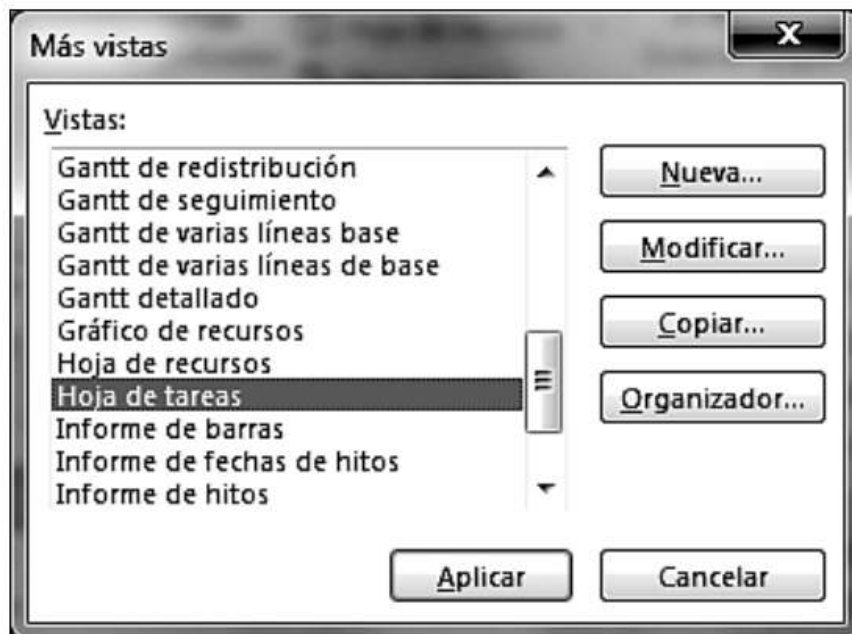 Más vistas
Vistas:
Gantt de redistribución
Gantt de seguimiento
Gantt de varias líneas base
Gantt de varias líneas de base
Gantt detallado
Gráfico de recursos
Hoja de recursos
Hoja de tareas
Informe de barras
Informe de fechas de hitos
Informe de hitos
Nueva...
Modificar...
Copiar...
Organizador...
Aplicar
Cancelar